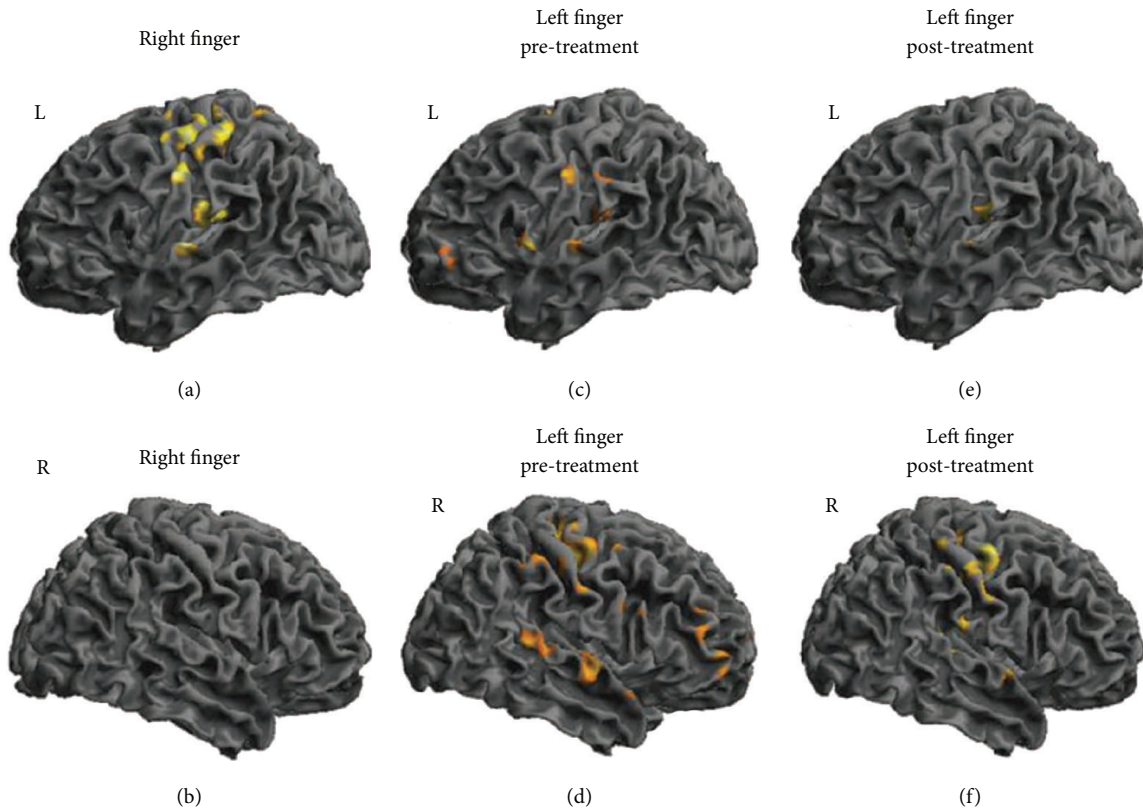 Right finger
Left finger
pre-treatment
Left finger
post-treatment
L
L
L
(a)
(c)
(e)
Right finger
Left finger
pre-treatment
Left finger
post-treatment
R
R
R
(b)
(d)
(f)